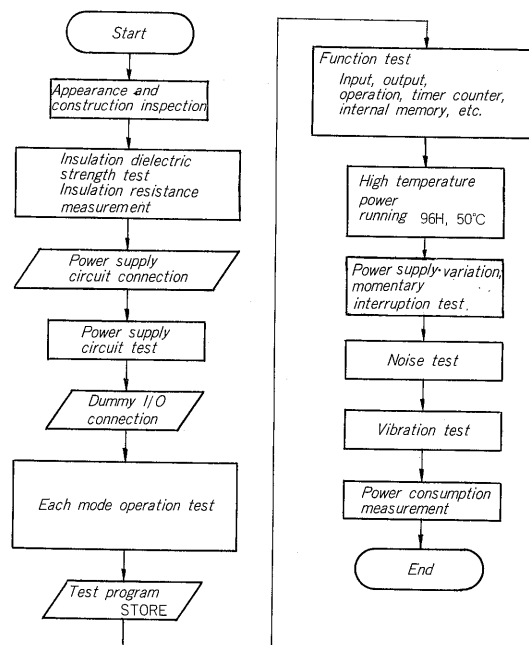 Start
Appearance and
construction inspection
Insulation dielectric
strength test
Insulation resistance
measurement
Power supply
circuit connection
Power supply
circuit test
Dummy I/O
connection
Each mode operation test
Test program
STORE
Function test
Input, output,
operation, timer counter,
internal memory, etc.
High temperature
power
running 96H, 50°C
Power supply·variation,
momentary
interruption test.
Noise test
Vibration test
Power consumption
measurement
End